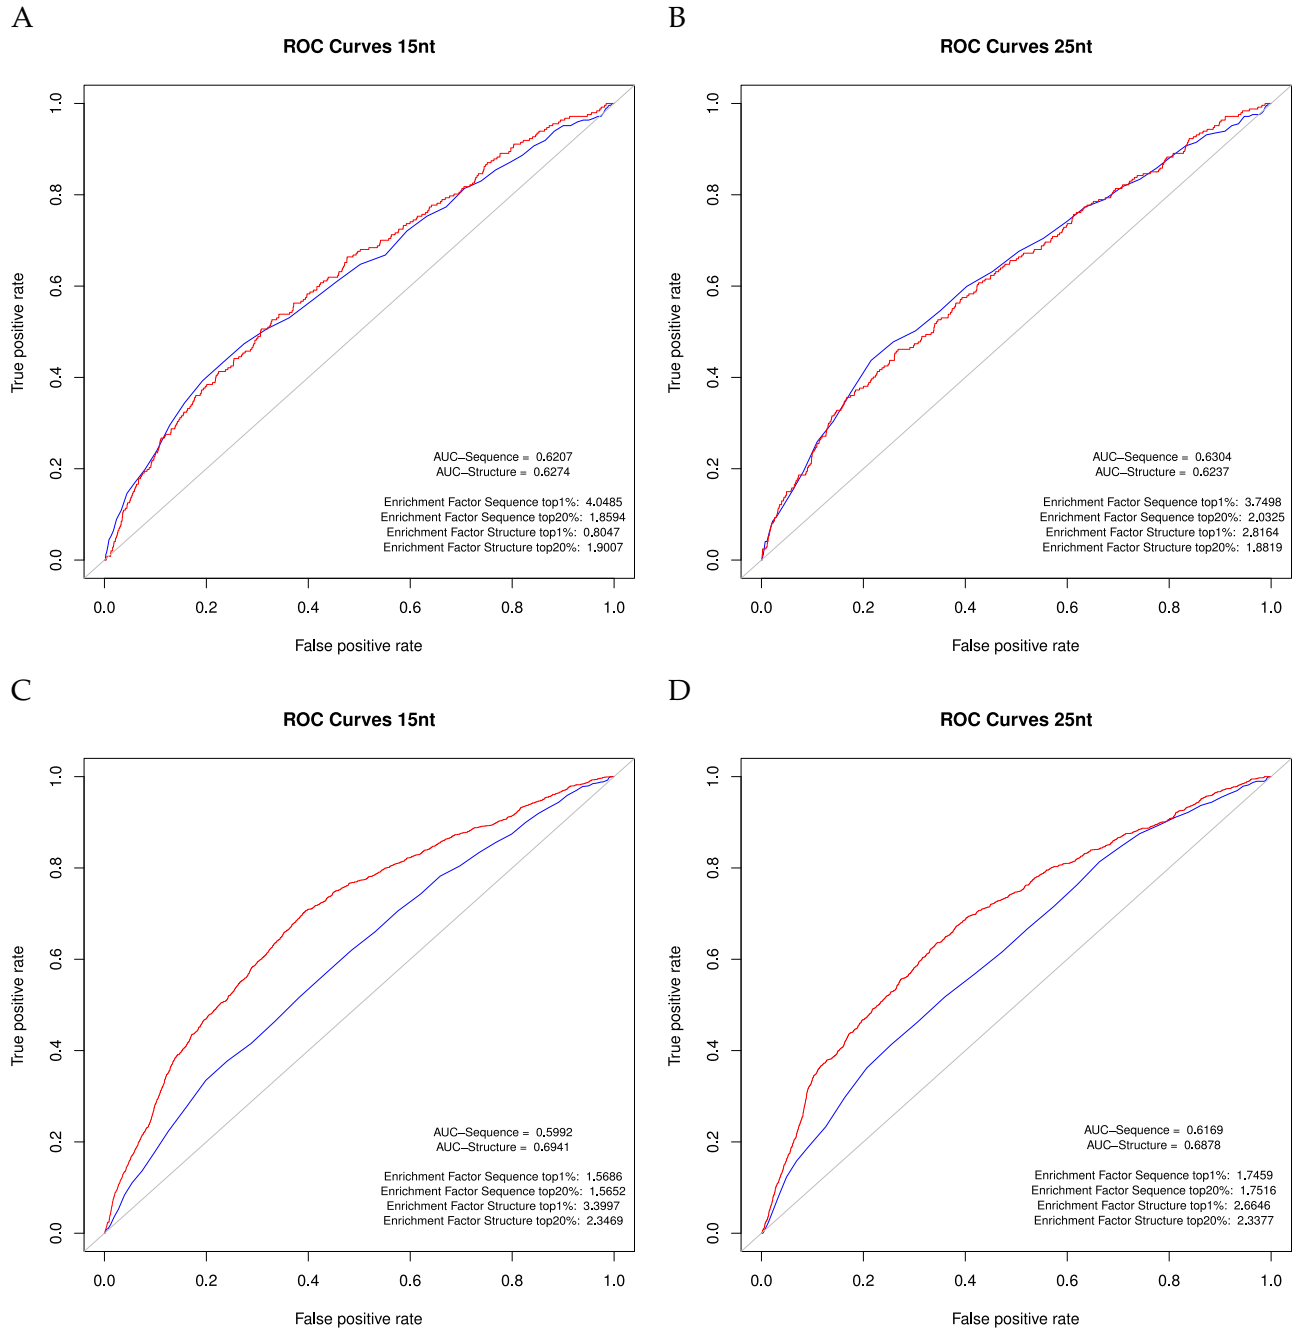 A
ROC Curves 15nt
True positive rate
0.0
0.2
0.4
0.6
0.8
1.0
AUC–Sequence = 0.6207
AUC–Structure = 0.6274
Enrichment Factor Sequence top1%: 4.0485
Enrichment Factor Sequence top20%: 1.8594
Enrichment Factor Structure top1%: 0.8047
Enrichment Factor Structure top20%: 1.9007
0.0 0.2 0.4 0.6 0.8 1.0
False positive rate
B
ROC Curves 25nt
True positive rate
0.0
0.2
0.4
0.6
0.8
1.0
AUC–Sequence = 0.6304
AUC–Structure = 0.6237
Enrichment Factor Sequence top1%: 3.7498
Enrichment Factor Sequence top20%: 2.0325
Enrichment Factor Structure top1%: 2.8164
Enrichment Factor Structure top20%: 1.8819
0.0 0.2 0.4 0.6 0.8 1.0
False positive rate
C
ROC Curves 15nt
True positive rate
0.0
0.2
0.4
0.6
0.8
1.0
AUC–Sequence = 0.5992
AUC–Structure = 0.6941
Enrichment Factor Sequence top1%: 1.5686
Enrichment Factor Sequence top20%: 1.5652
Enrichment Factor Structure top1%: 3.3997
Enrichment Factor Structure top20%: 2.3469
0.0 0.2 0.4 0.6 0.8 1.0
False positive rate
D
ROC Curves 25nt
True positive rate
0.0
0.2
0.4
0.6
0.8
1.0
AUC–Sequence = 0.6169
AUC–Structure = 0.6878
Enrichment Factor Sequence top1%: 1.7459
Enrichment Factor Sequence top20%: 1.7516
Enrichment Factor Structure top1%: 2.6646
Enrichment Factor Structure top20%: 2.3377
0.0 0.2 0.4 0.6 0.8 1.0
False positive rate